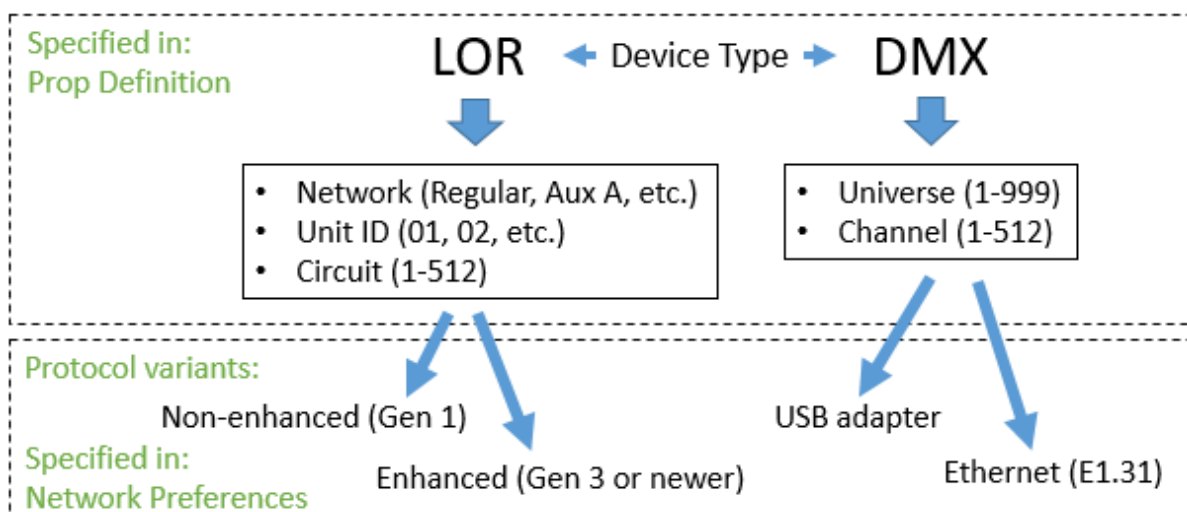 Specified in:
Prop Definition
LOR
Device Type
DMX
• Network (Regular, Aux A, etc.)
• Unit ID (01, 02, etc.)
• Circuit (1-512)
• Universe (1-999)
• Channel (1-512)
Protocol variants:
Non-enhanced (Gen 1)
USB adapter
Specified in:
Network Preferences
Enhanced (Gen 3 or newer)
Ethernet (E1.31)